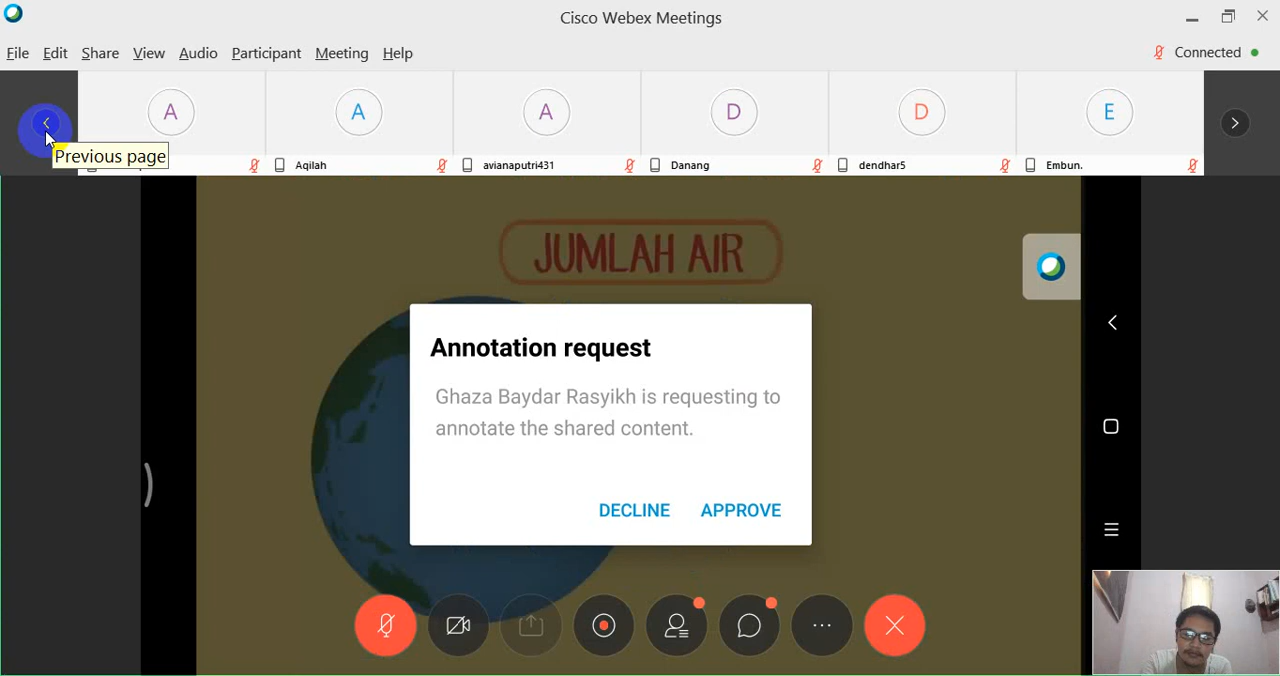 Cisco Webex Meetings
File Edit Share View Audio Participant Meeting Help
Connected
A A A D D E
Previous page
Aqilah avianaputri431 Danang dendhar5 Embun.
JUMLAH AIR
Annotation request
Ghaza Baydar Rasyikh is requesting to
annotate the shared content.
DECLINE APPROVE